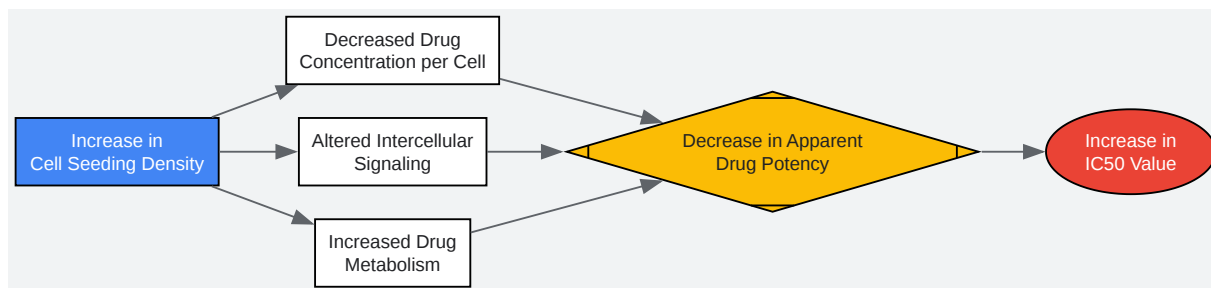 Decreased Drug
Concentration per Cell
Increase in
Cell Seeding Density
Altered Intercellular
Signaling
Decrease in Apparent
Drug Potency
Increase in
IC50 Value
Increased Drug
Metabolism